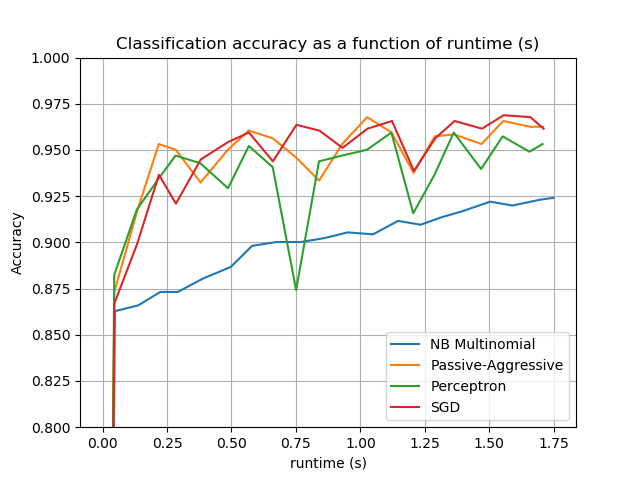 Classification accuracy as a function of runtime (s)
1.000
0.975
0.950
0.925
0.900
0.875
0.850
0.825
0.800
Accuracy
NB Multinomial
Passive-Aggressive
Perceptron
SGD
0.00 0.25 0.50 0.75 1.00 1.25 1.50 1.75
runtime (s)